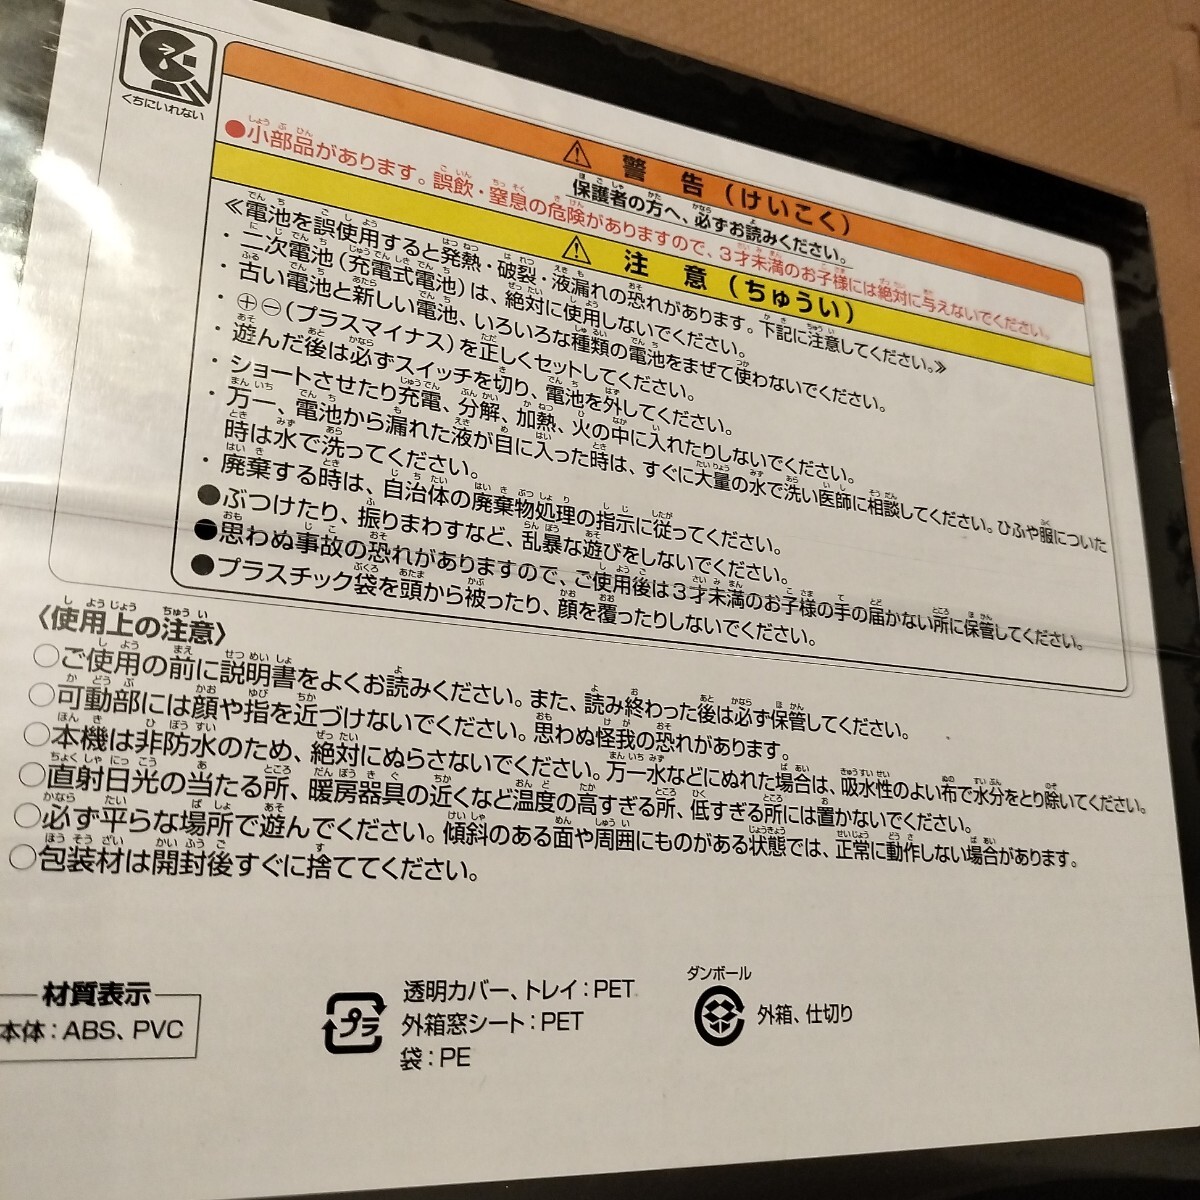 くちにいれない
警告(けいこく)
保護者の方へ、必ずお読みください。
●小部品があります。誤飲・窒息の危険がありますので、3才未満のお子様には絶対に与えないでください。
注意(ちゅうい)
≪電池を誤使用すると発熱・破裂・液漏れの恐れがあります。下記に注意してください。≫
・二次電池(充電式電池)は、絶対に使用しないでください。
・古い電池と新しい電池、いろいろな種類の電池をまぜて使わないでください。
・⊕⊖(プラスマイナス)を正しくセットしてください。
・遊んだ後は必ずスイッチを切り、電池を外してください。
・ショートさせたり充電、分解、加熱、火の中に入れたりしないでください。
・万一、電池から漏れた液が目に入った時は、すぐに大量の水で洗い医師に相談してください。ひふや服についた
時は水で洗ってください。
・廃棄する時は、自治体の廃棄物処理の指示に従ってください。
●ぶつけたり、振りまわすなど、乱暴な遊びをしないでください。
●思わぬ事故の恐れがありますので、ご使用後は3才未満のお子様の手の届かない所に保管してください。
●プラスチック袋を頭から被ったり、顔を覆ったりしないでください。
〈使用上の注意〉
○ご使用の前に説明書をよくお読みください。また、読み終わった後は必ず保管してください。
○可動部には顔や指を近づけないでください。思わぬ怪我の恐れがあります。
○本機は非防水のため、絶対にぬらさないでください。万一水などにぬれた場合は、吸水性のよい布で水分をとり除いてください。
○直射日光の当たる所、暖房器具の近くなど温度の高すぎる所、低すぎる所には置かないでください。
○必ず平らな場所で遊んでください。傾斜のある面や周囲にものがある状態では、正常に動作しない場合があります。
○包装材は開封後すぐに捨ててください。
材質表示
本体：ABS、PVC
プラ
透明カバー、トレイ：PET
外箱窓シート：PET
袋：PE
ダンボール
外箱、仕切り